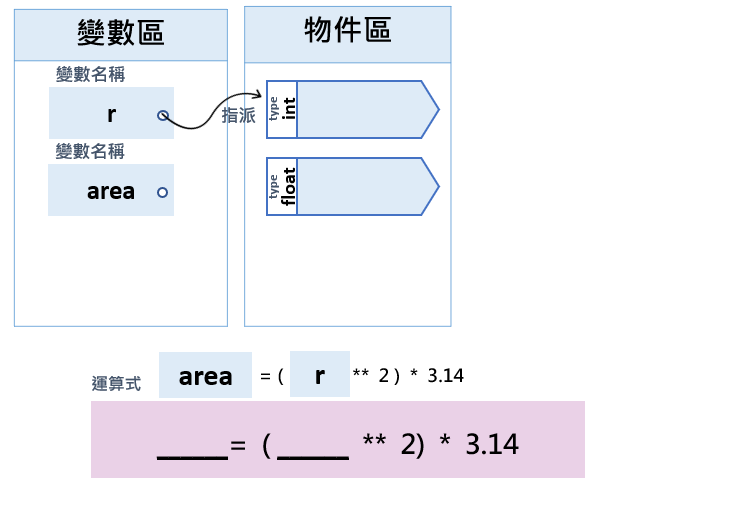 變數區
變數名稱
r
變數名稱
area
指派
物件區
type
int
type
float
運算式 area = ( r ** 2 ) * 3.14
_____= (_____ ** 2) * 3.14